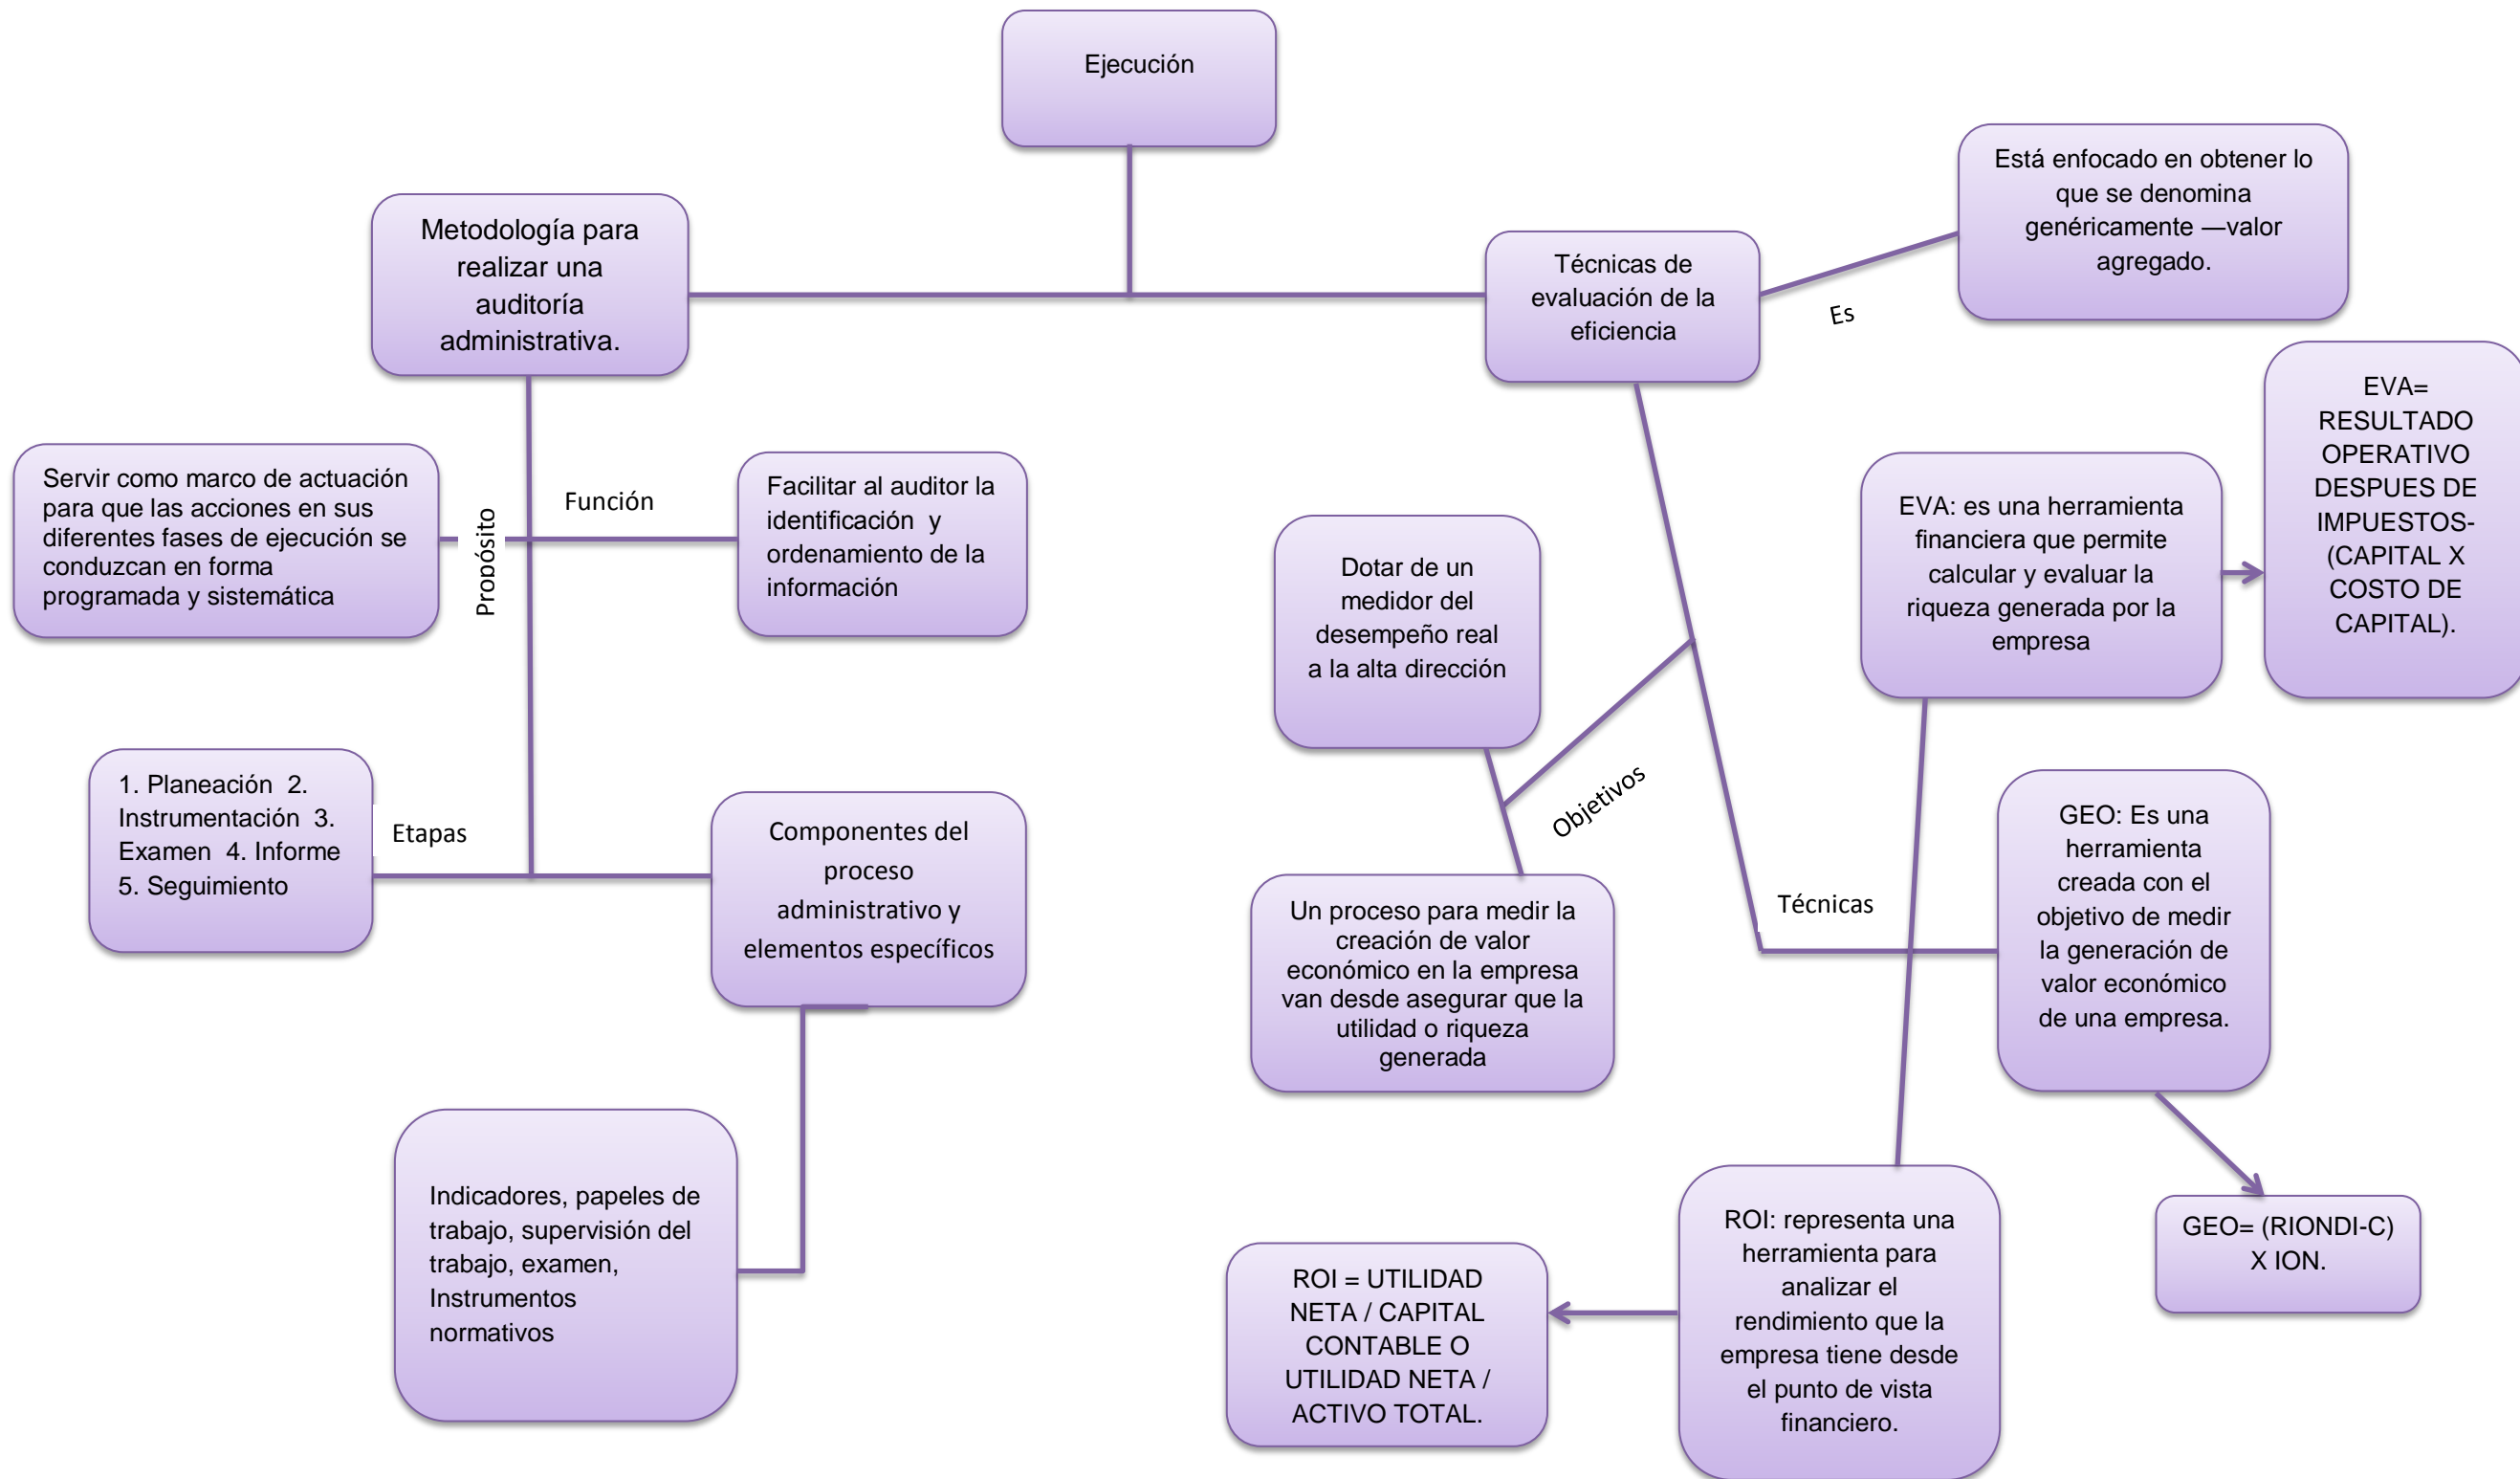 Ejecución
Metodología para
realizar una
auditoría
administrativa.
Técnicas de
evaluación de la
eficiencia
Es
Está enfocado en obtener lo
que se denomina
genéricamente —valor
agregado.
Servir como marco de actuación
para que las acciones en sus
diferentes fases de ejecución se
conduzcan en forma
programada y sistemática
Propósito
Función
Facilitar al auditor la
identificación y
ordenamiento de la
información
1. Planeación 2.
Instrumentación 3.
Examen 4. Informe
5. Seguimiento
Etapas
Componentes del
proceso
administrativo y
elementos específicos
Indicadores, papeles de
trabajo, supervisión del
trabajo, examen,
Instrumentos
normativos
Dotar de un
medidor del
desempeño real
a la alta dirección
Objetivos
Un proceso para medir la
creación de valor
económico en la empresa
van desde asegurar que la
utilidad o riqueza
generada
Técnicas
EVA: es una herramienta
financiera que permite
calcular y evaluar la
riqueza generada por la
empresa
EVA=
RESULTADO
OPERATIVO
DESPUES DE
IMPUESTOS-
(CAPITAL X
COSTO DE
CAPITAL).
GEO: Es una
herramienta
creada con el
objetivo de medir
la generación de
valor económico
de una empresa.
GEO= (RIONDI-C)
X ION.
ROI: representa una
herramienta para
analizar el
rendimiento que la
empresa tiene desde
el punto de vista
financiero.
ROI = UTILIDAD
NETA / CAPITAL
CONTABLE O
UTILIDAD NETA /
ACTIVO TOTAL.